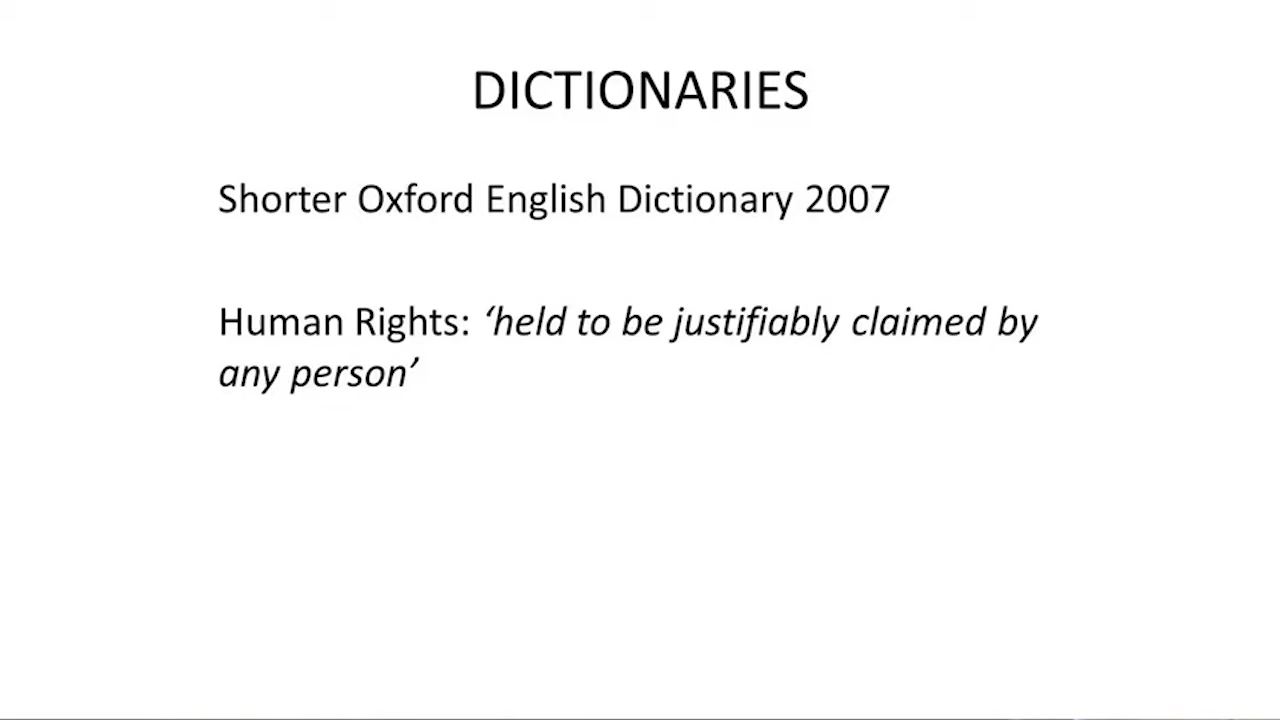 DICTIONARIES
Shorter Oxford English Dictionary 2007
Human Rights: ‘held to be justifiably claimed by
any person’